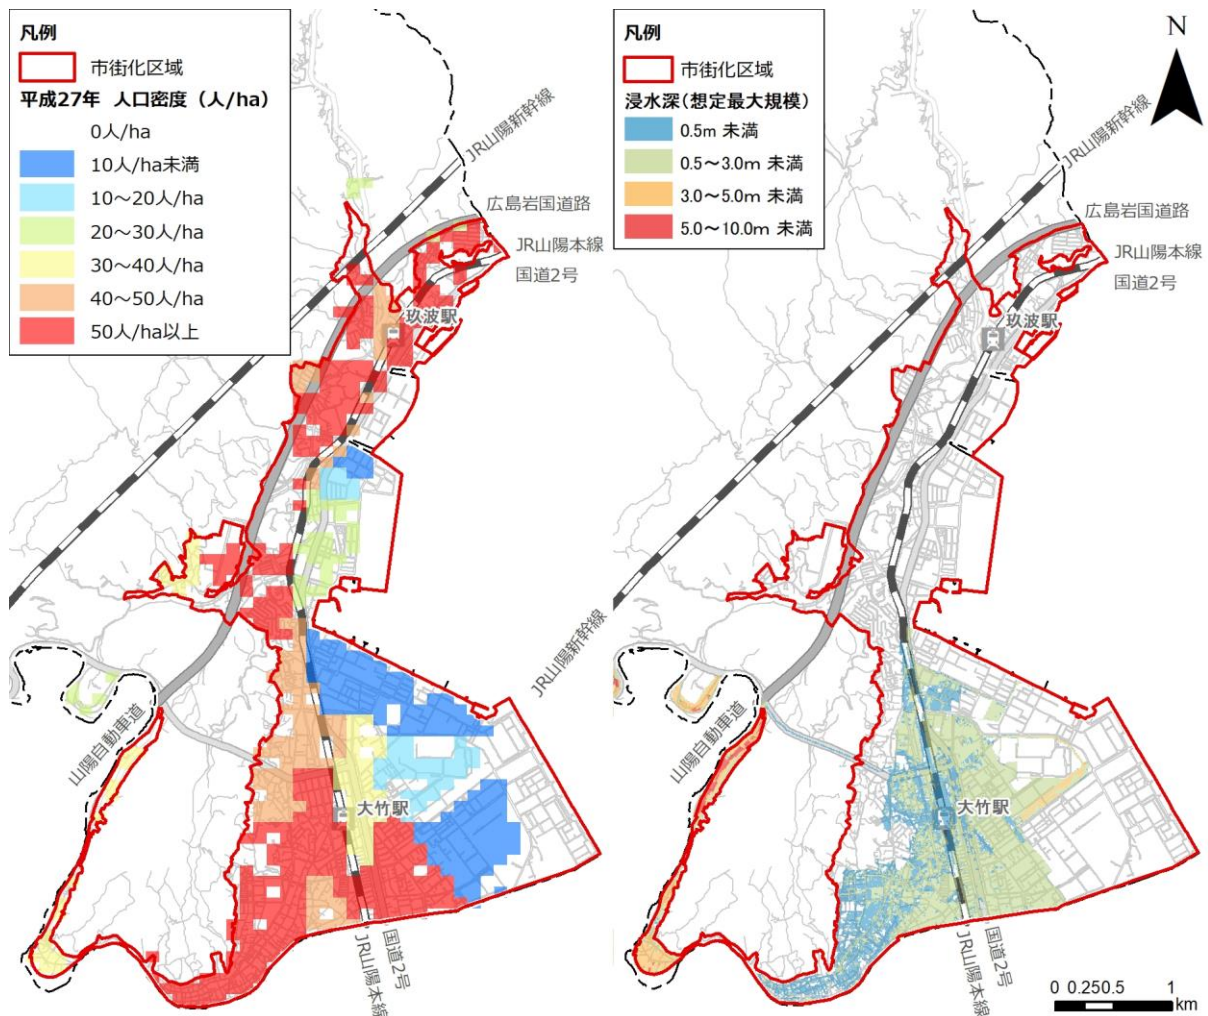 凡例
市街化区域
平成27年 人口密度（人/ha）
0人/ha
10人/ha未満
10～20人/ha
20～30人/ha
30～40人/ha
40～50人/ha
50人/ha以上
JR山陽新幹線
広島岩国道路
JR山陽本線
国道2号
玖波駅
JR山陽新幹線
山陽自動車道
大竹駅
国道2号
JR山陽本線
凡例
市街化区域
浸水深（想定最大規模）
0.5m 未満
0.5～3.0m 未満
3.0～5.0m 未満
5.0～10.0m 未満
N
JR山陽新幹線
広島岩国道路
JR山陽本線
国道2号
玖波駅
山陽自動車道
大竹駅
国道2号
JR山陽本線
0 0.250.5 1
km